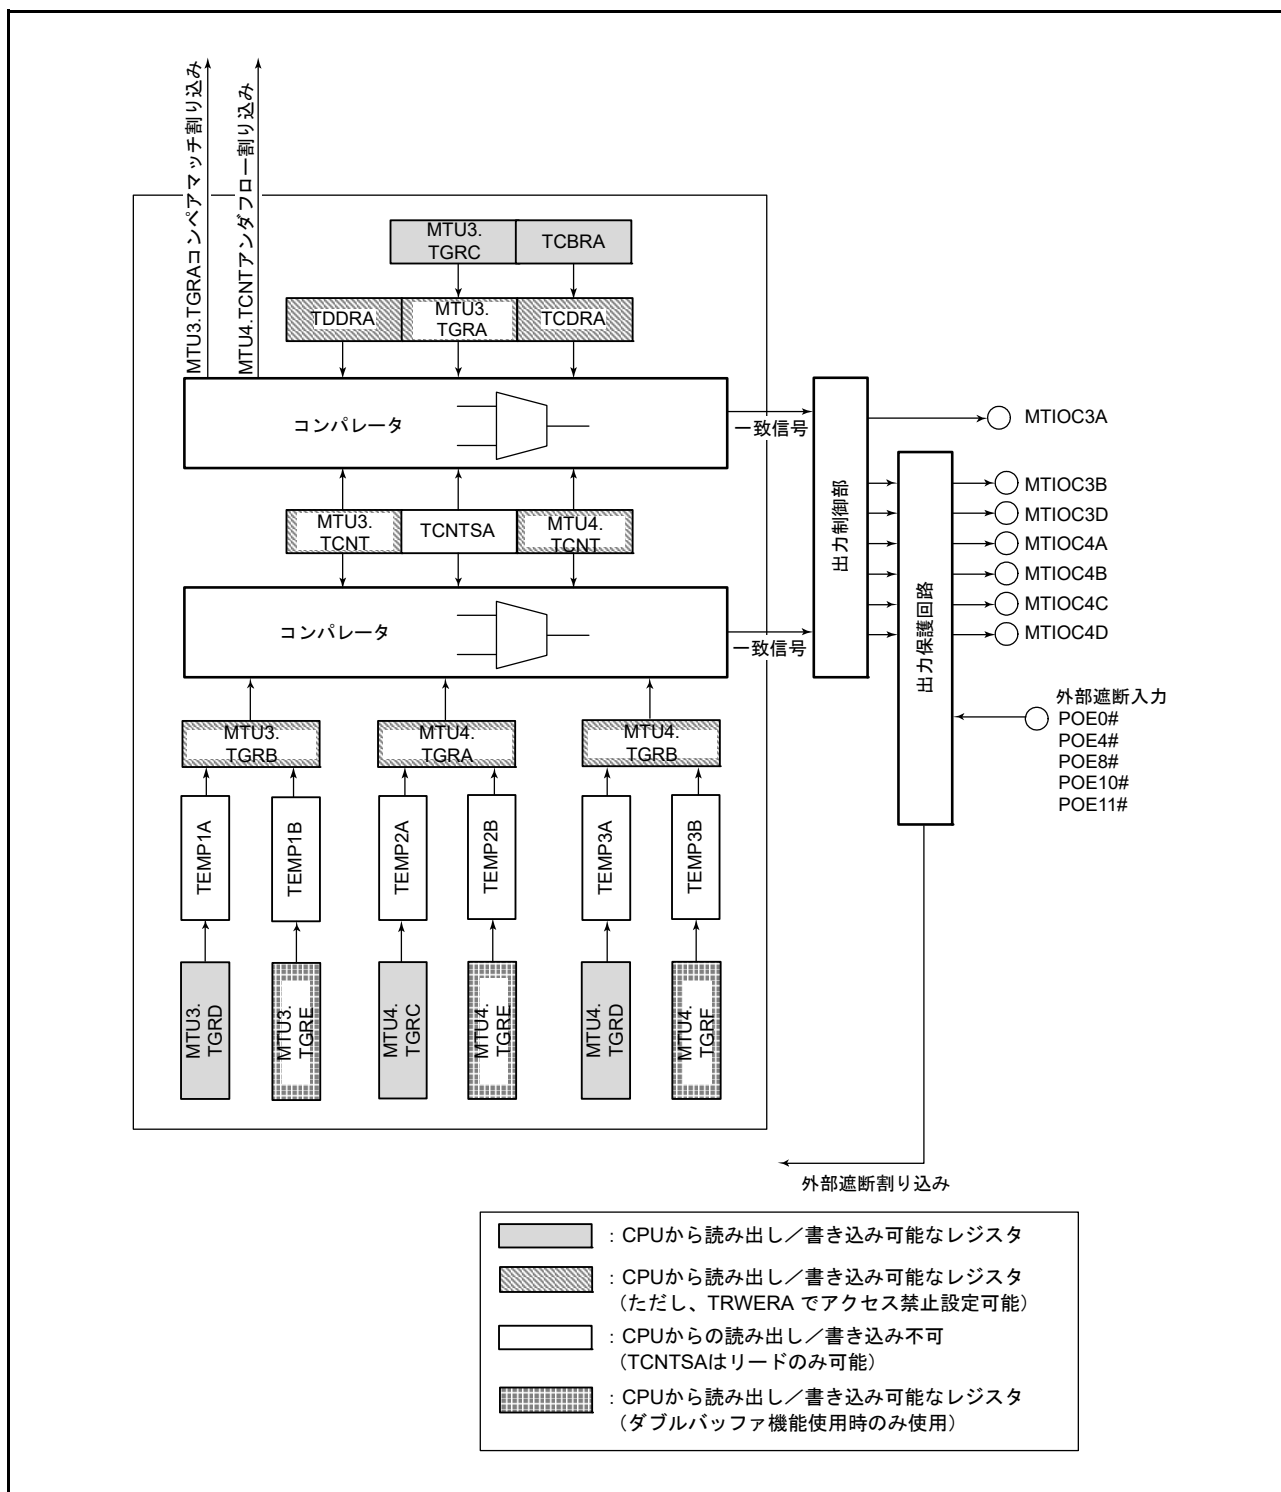 MTU3.TGRAコンペアマッチ割り込み
MTU4.TCNTアンダフロー割り込み
MTU3.
TGRC
TCBRA
TDDRA
MTU3.
TGRA
TCDRA
コンパレータ
一致信号
MTU3.
TCNT
TCNTSA
MTU4.
TCNT
コンパレータ
一致信号
出力制御部
出力保護回路
MTIOC3A
MTIOC3B
MTIOC3D
MTIOC4A
MTIOC4B
MTIOC4C
MTIOC4D
外部遮断入力
POE0#
POE4#
POE8#
POE10#
POE11#
MTU3.
TGRB
MTU4.
TGRA
MTU4.
TGRB
TEMP1A
TEMP1B
TEMP2A
TEMP2B
TEMP3A
TEMP3B
MTU3.
TGRD
MTU3.
TGRE
MTU4.
TGRC
MTU4.
TGRE
MTU4.
TGRD
MTU4.
TGRF
外部遮断割り込み
：CPUから読み出し／書き込み可能なレジスタ
：CPUから読み出し／書き込み可能なレジスタ
（ただし、TRWERA でアクセス禁止設定可能）
：CPUからの読み出し／書き込み不可
（TCNTSAはリードのみ可能）
：CPUから読み出し／書き込み可能なレジスタ
（ダブルバッファ機能使用時のみ使用）